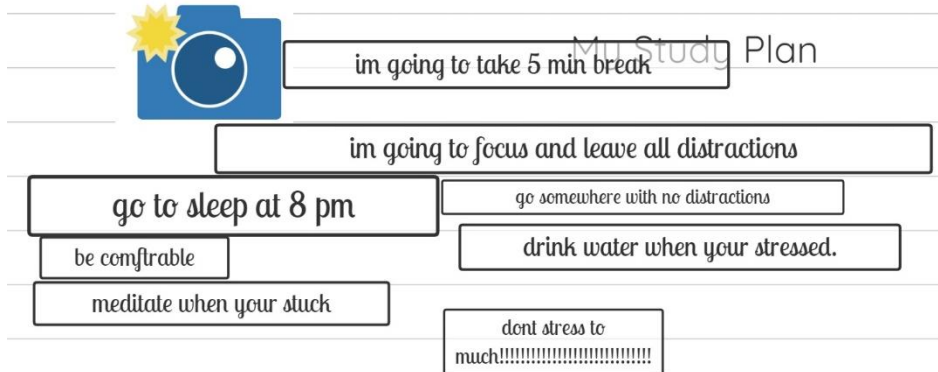 My Study Plan
im going to take 5 min break
im going to focus and leave all distractions
go to sleep at 8 pm
go somewhere with no distractions
be comftrable
drink water when your stressed.
meditate when your stuck
dont stress to
much!!!!!!!!!!!!!!!!!!!!!!!!!!!!!